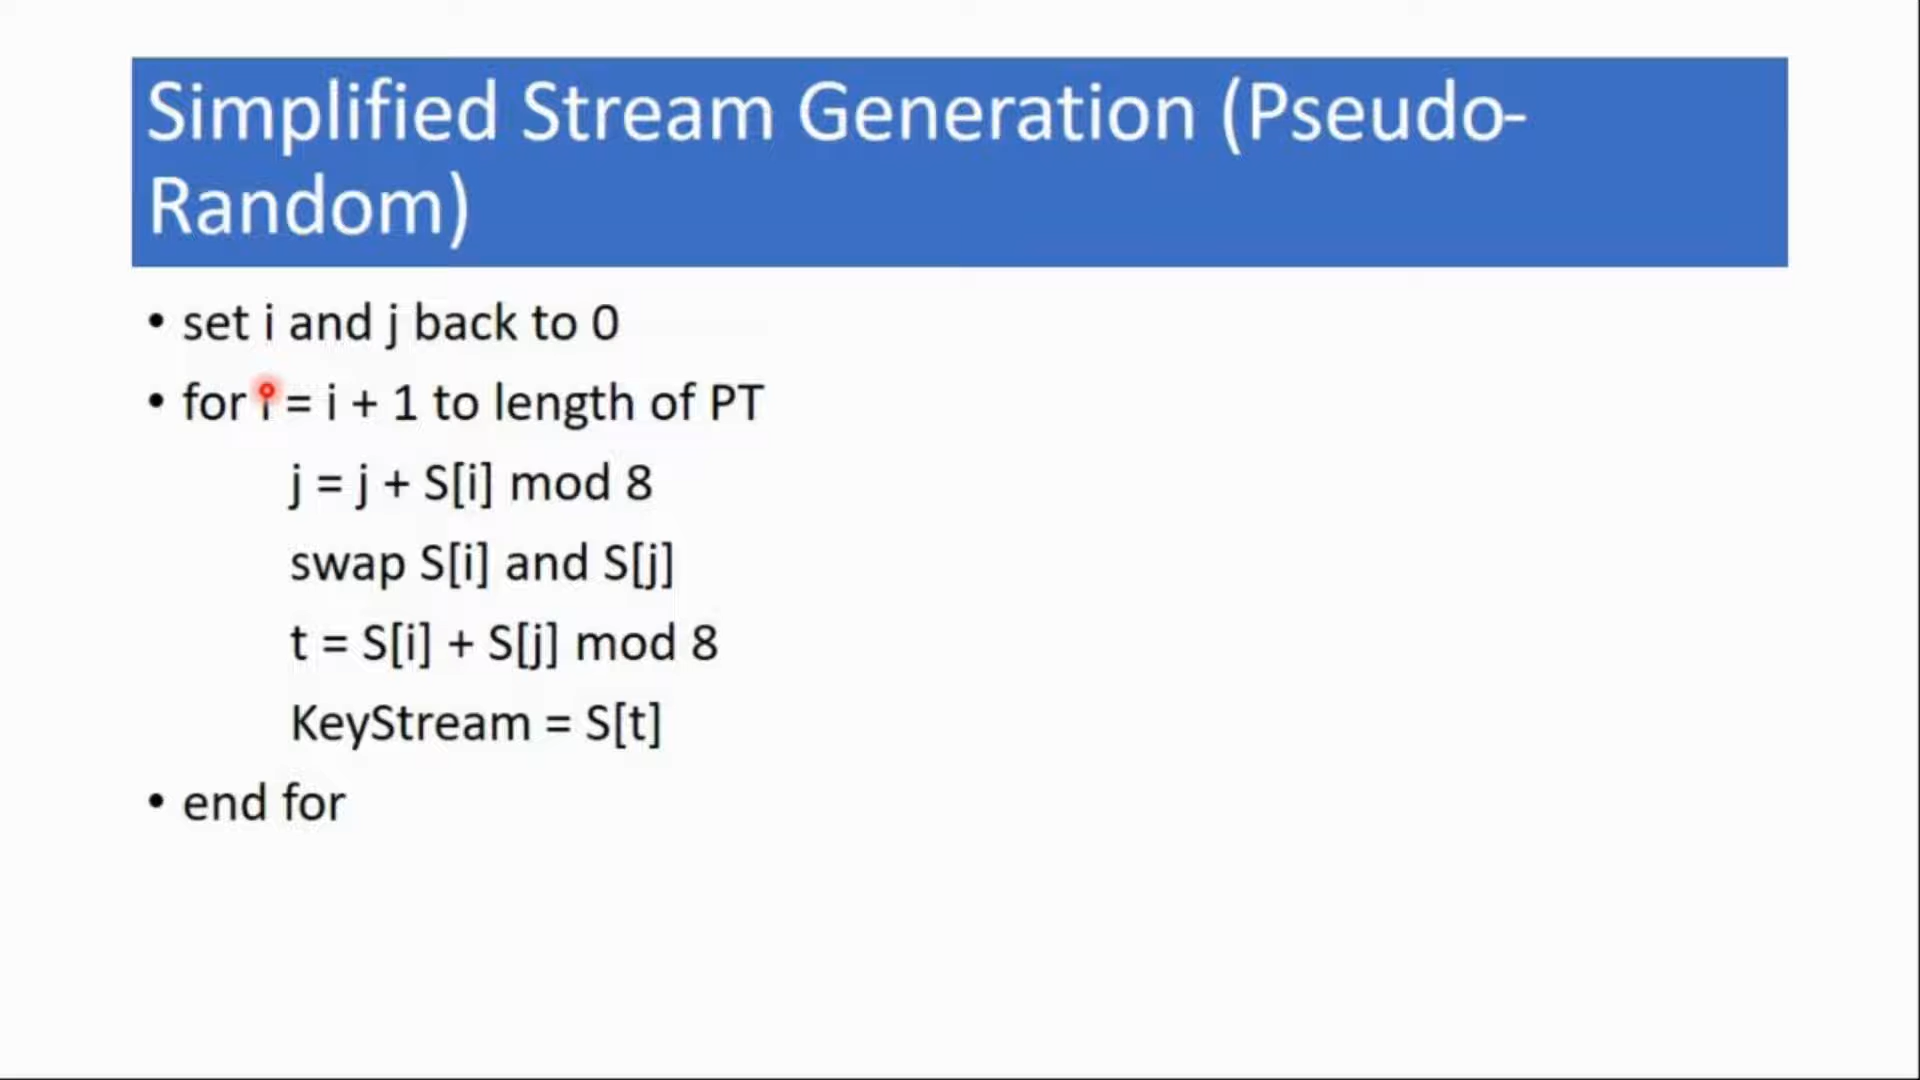 Simplified Stream Generation (Pseudo-
Random)
• set i and j back to 0
• for i = i + 1 to length of PT
j = j + S[i] mod 8
swap S[i] and S[j]
t = S[i] + S[j] mod 8
KeyStream = S[t]
• end for